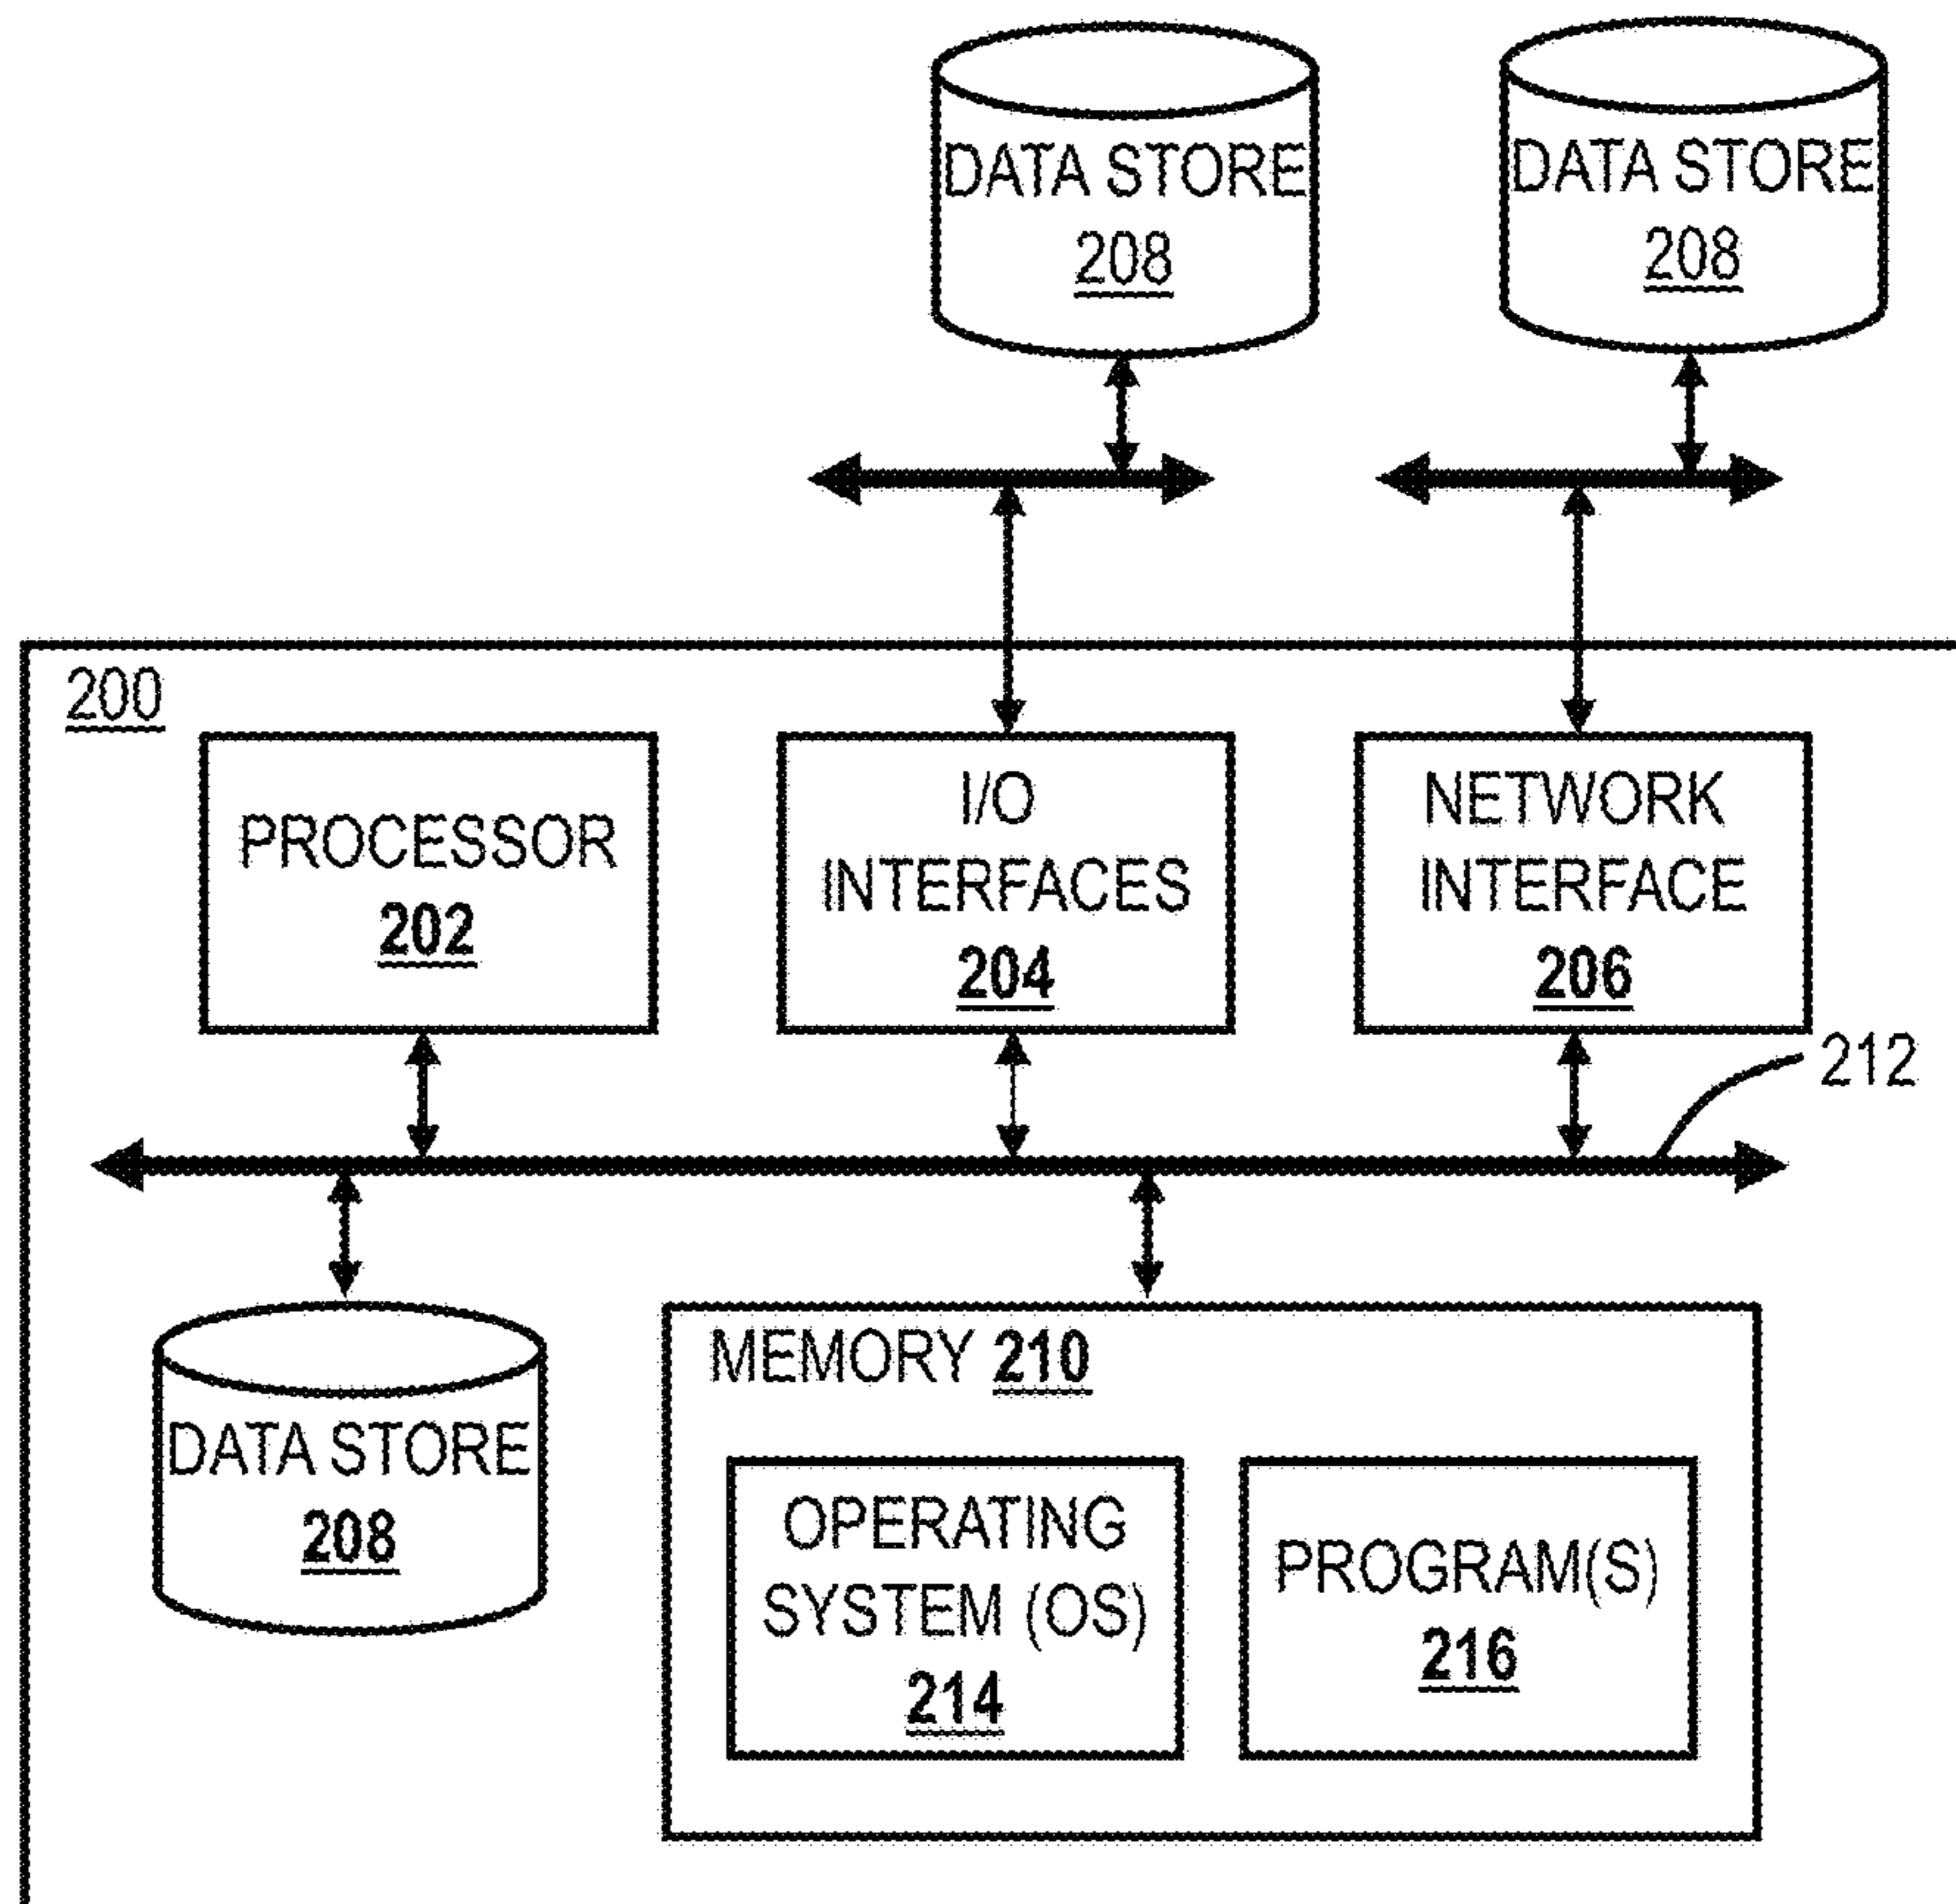 DATA STORE
208
DATA STORE
208
200
PROCESSOR
202
I/O
INTERFACES
204
NETWORK
INTERFACE
206
212
DATA STORE
208
MEMORY 210
OPERATING
SYSTEM (OS)
214
PROGRAM(S)
216